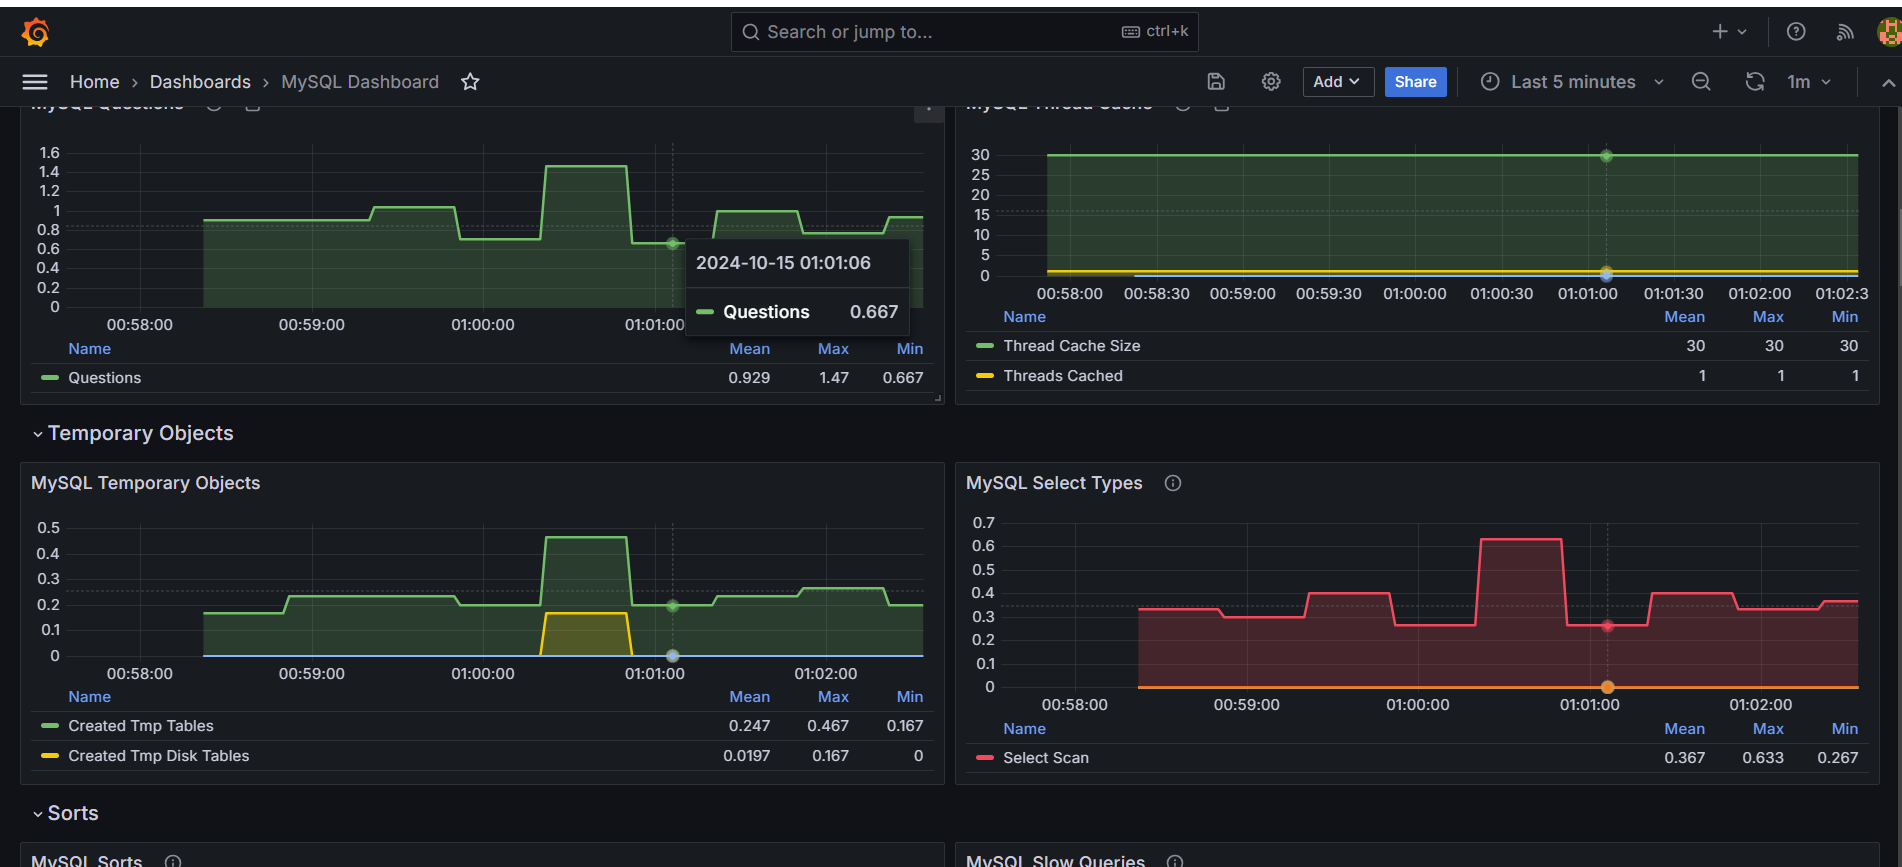 Search or jump to... ctrl+k
Home › Dashboards › MySQL Dashboard
Add Share Last 5 minutes 1m
MySQL Questions
1.6
1.4
1.2
1
0.8
0.6
0.4
0.2
0
00:58:00 00:59:00 01:00:00 01:01:00
2024-10-15 01:01:06
Questions 0.667
Name Mean Max Min
Questions 0.929 1.47 0.667
MySQL Thread Cache
30
25
20
15
10
5
0
00:58:00 00:58:30 00:59:00 00:59:30 01:00:00 01:00:30 01:01:00 01:01:30 01:02:00 01:02:3
Name Mean Max Min
Thread Cache Size 30 30 30
Threads Cached 1 1 1
Temporary Objects
MySQL Temporary Objects
0.5
0.4
0.3
0.2
0.1
0
00:58:00 00:59:00 01:00:00 01:01:00 01:02:00
Name Mean Max Min
Created Tmp Tables 0.247 0.467 0.167
Created Tmp Disk Tables 0.0197 0.167 0
MySQL Select Types
0.7
0.6
0.5
0.4
0.3
0.2
0.1
0
00:58:00 00:59:00 01:00:00 01:01:00 01:02:00
Name Mean Max Min
Select Scan 0.367 0.633 0.267
Sorts
MySQL Sorts
MySQL Slow Queries